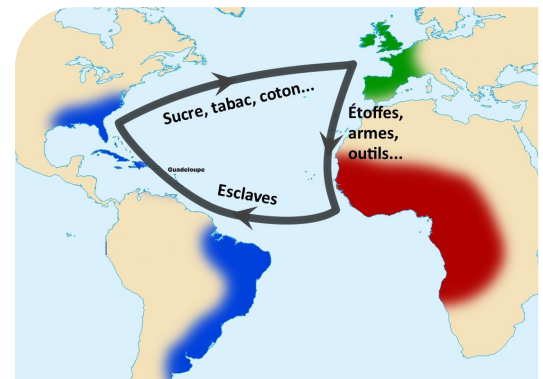 Sucre, tabac, coton...
Étoffes,
armes,
outils...
Guadeloupe
Esclaves